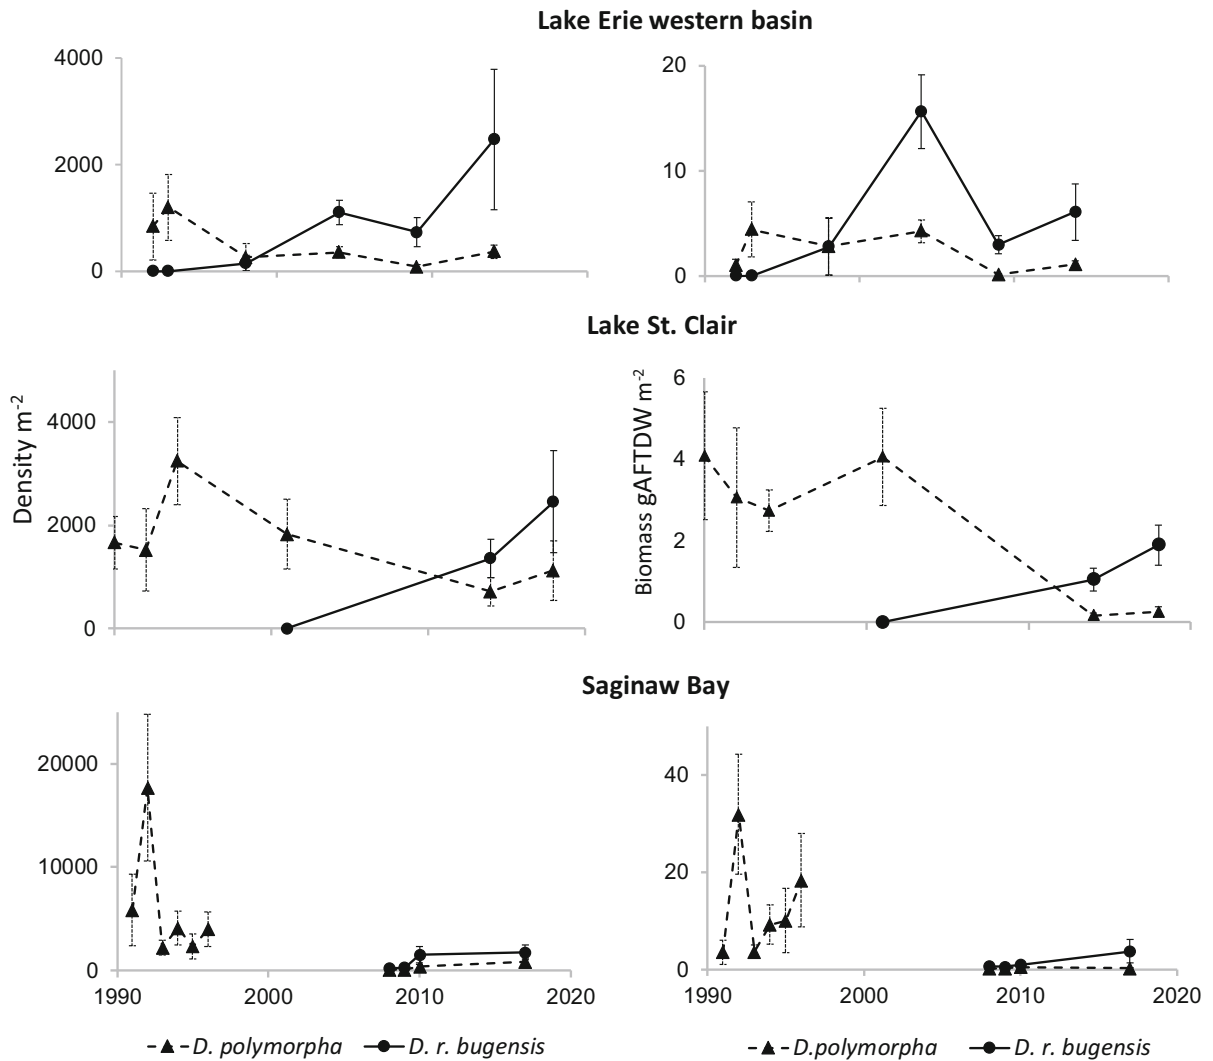 Lake Erie western basin
4000
2000
0
20
10
0
Lake St. Clair
Density m-2
4000
2000
0
Biomass gAFTDW m-2
6
4
2
0
Saginaw Bay
20000
10000
0
1990 2000 2010 2020
40
20
0
1990 2000 2010 2020
D. polymorpha D. r. bugensis
D.polymorpha D. r. bugensis